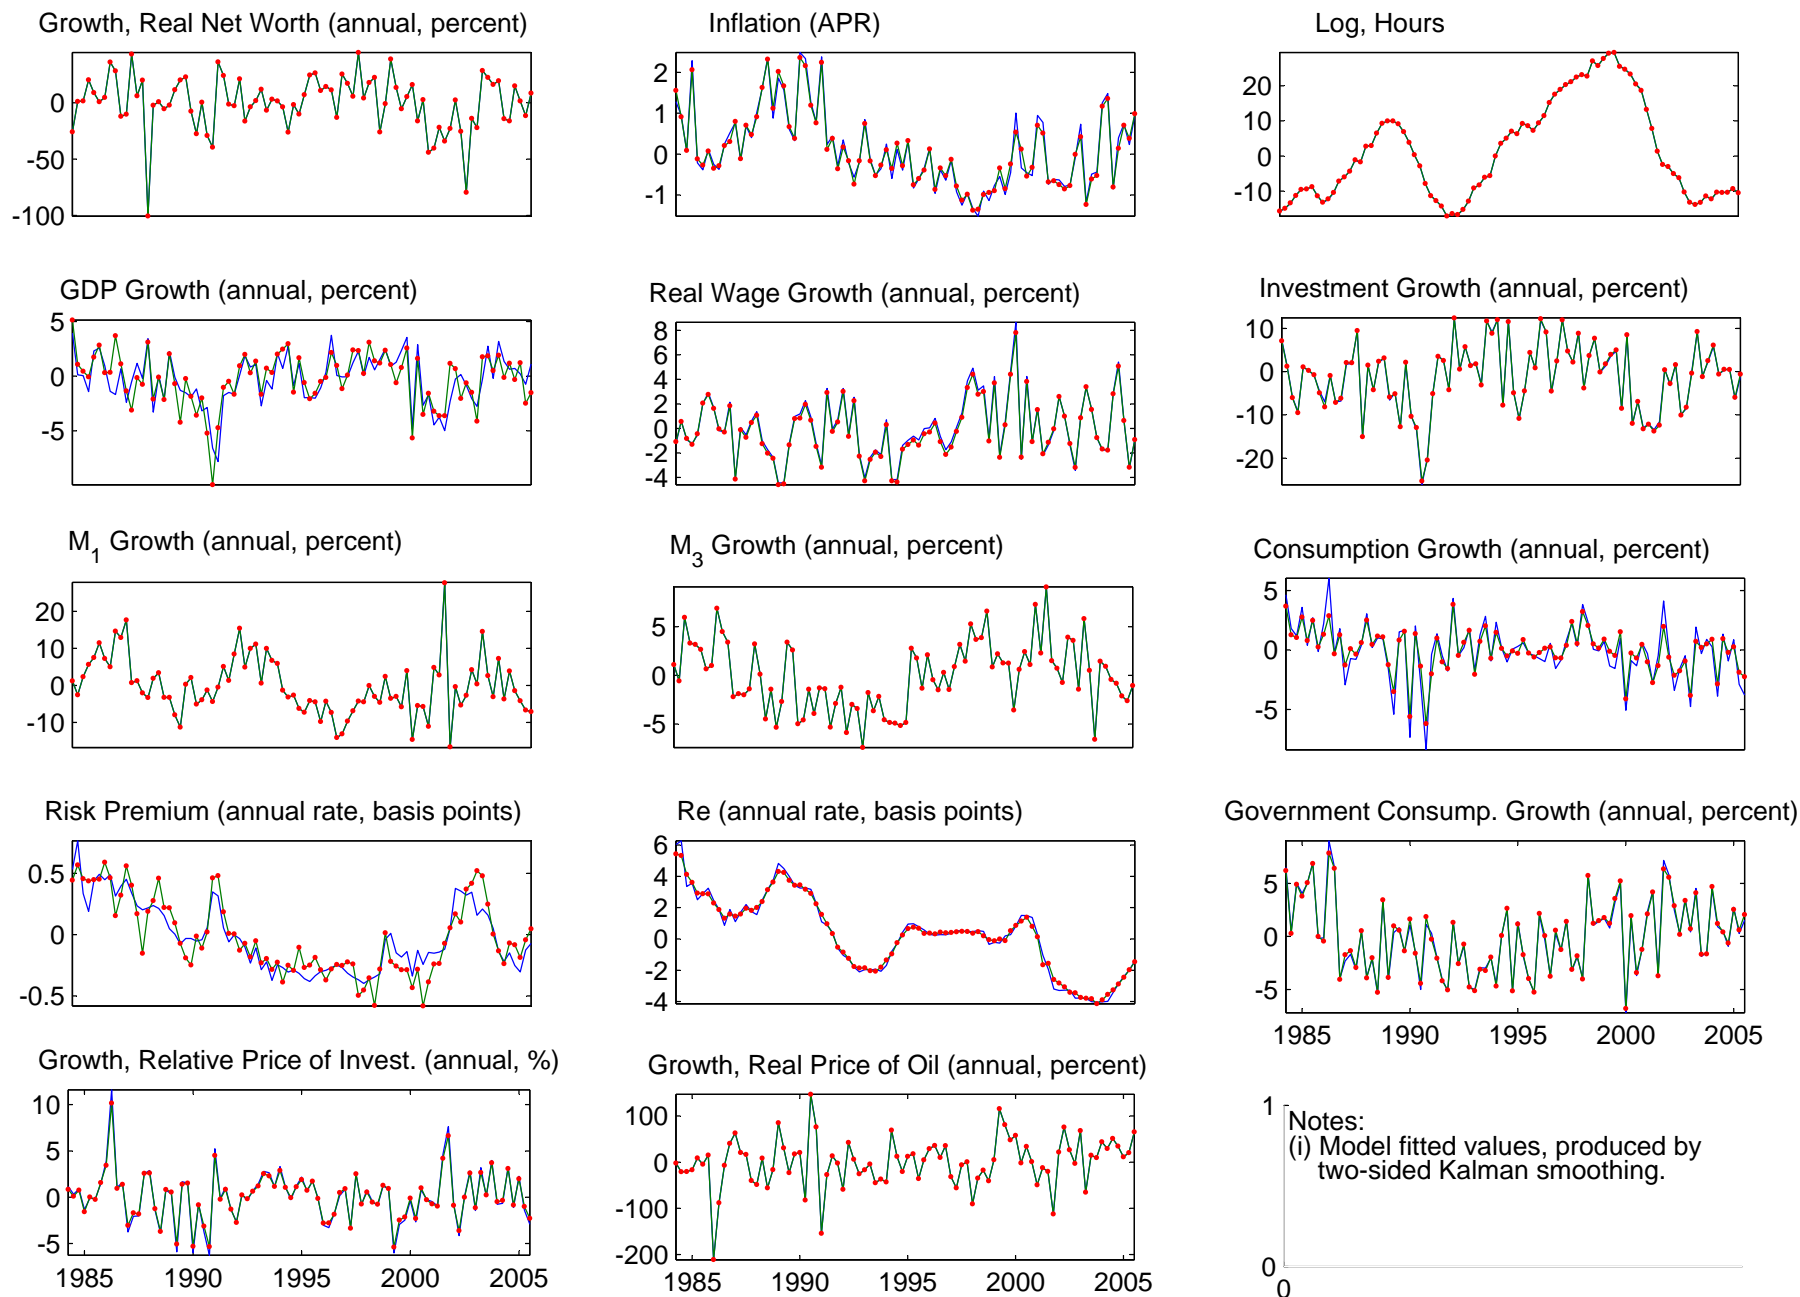 Growth, Real Net Worth (annual, percent)
0
-50
-100
Inflation (APR)
2
1
0
-1
Log, Hours
20
10
0
-10
GDP Growth (annual, percent)
5
0
-5
Real Wage Growth (annual, percent)
8
6
4
2
0
-2
-4
Investment Growth (annual, percent)
10
0
-10
-20
M1 Growth (annual, percent)
20
10
0
-10
M3 Growth (annual, percent)
5
0
-5
Consumption Growth (annual, percent)
5
0
-5
Risk Premium (annual rate, basis points)
0.5
0
-0.5
Re (annual rate, basis points)
6
4
2
0
-2
-4
Government Consump. Growth (annual, percent)
5
0
-5
1985 1990 1995 2000 2005
Growth, Relative Price of Invest. (annual, %)
10
5
0
-5
1985 1990 1995 2000 2005
Growth, Real Price of Oil (annual, percent)
100
0
-100
-200
1985 1990 1995 2000 2005
1
Notes:
(i) Model fitted values, produced by
two-sided Kalman smoothing.
0
0